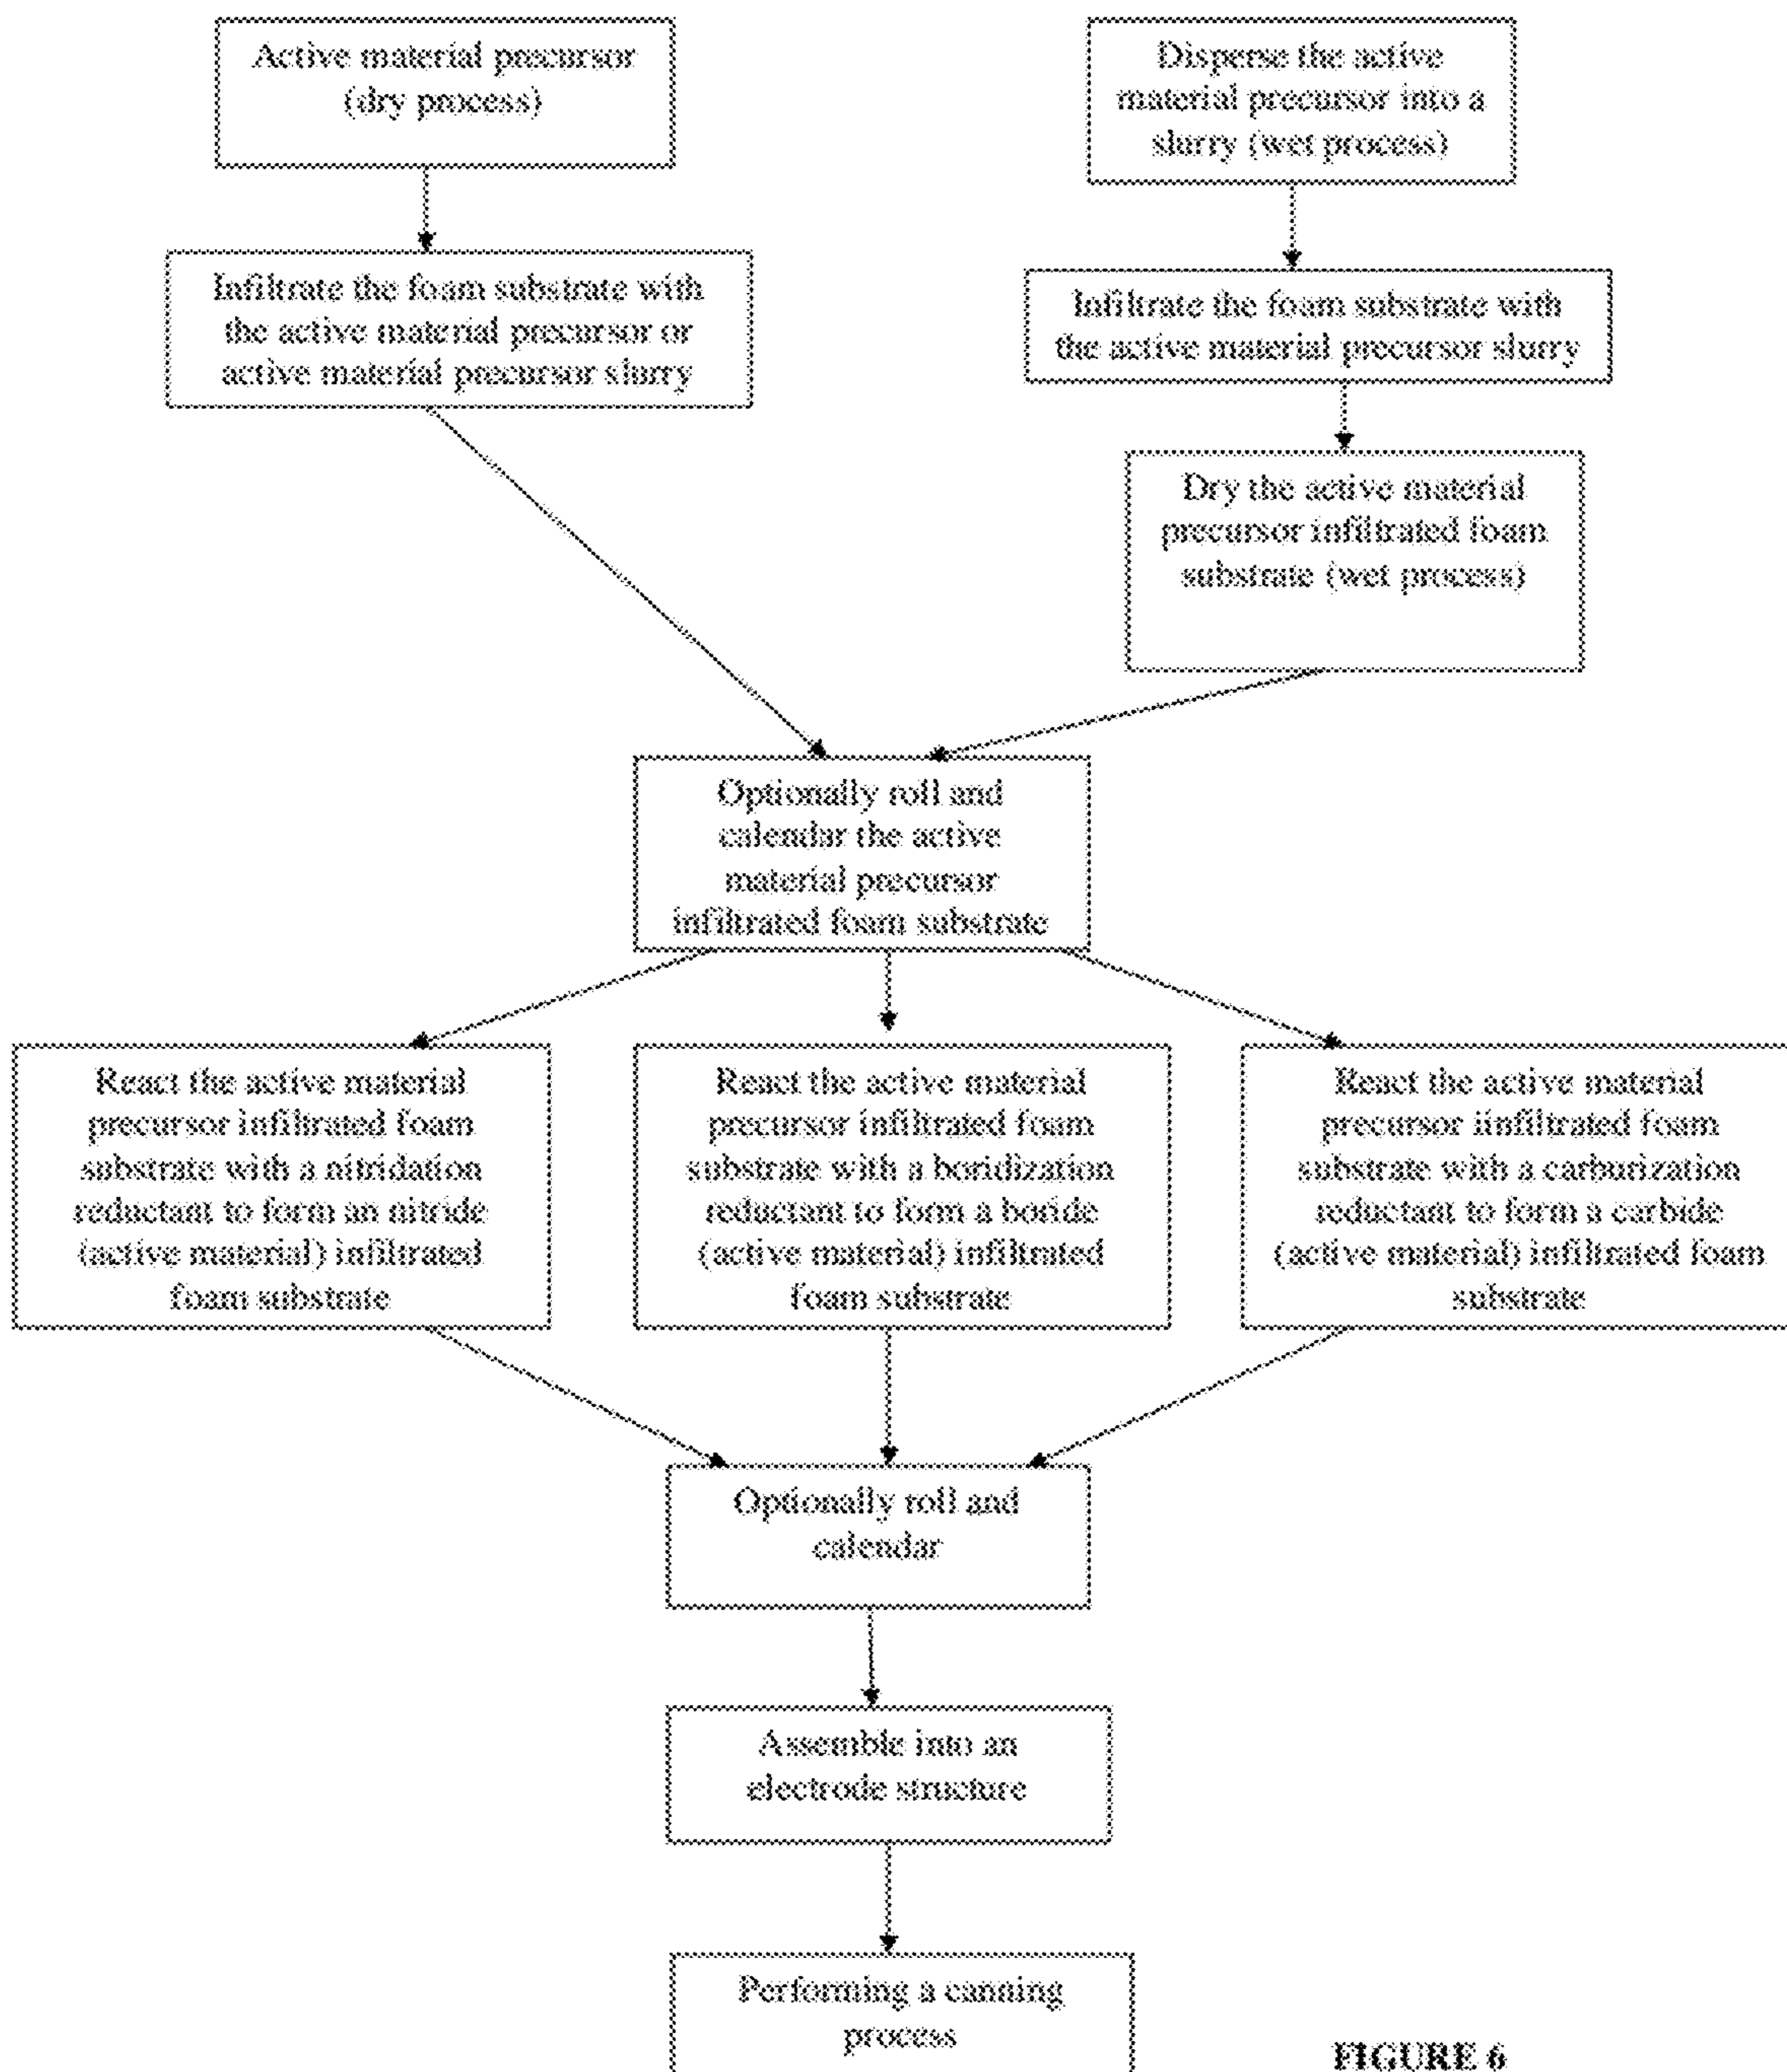 Active material precursor
(dry process)
Disperse the active
material precursor into a
slurry (wet process)
Infiltrate the foam substrate with
the active material precursor or
active material precursor slurry
Infiltrate the foam substrate with
the active material precursor slurry
Dry the active material
precursor infiltrated foam
substrate (wet process)
Optionally roll and
calendar the active
material precursor
infiltrated foam substrate
React the active material
precursor infiltrated foam
substrate with a nitridation
reductant to form an nitride
(active material) infiltrated
foam substrate
React the active material
precursor infiltrated foam
substrate with a boridization
reductant to form a boride
(active material) infiltrated
foam substrate
React the active material
precursor iinfiltrated foam
substrate with a carburization
reductant to form a carbide
(active material) infiltrated foam
substrate
Optionally roll and
calendar
Assemble into an
electrode structure
Performing a canning
process
FIGURE 6